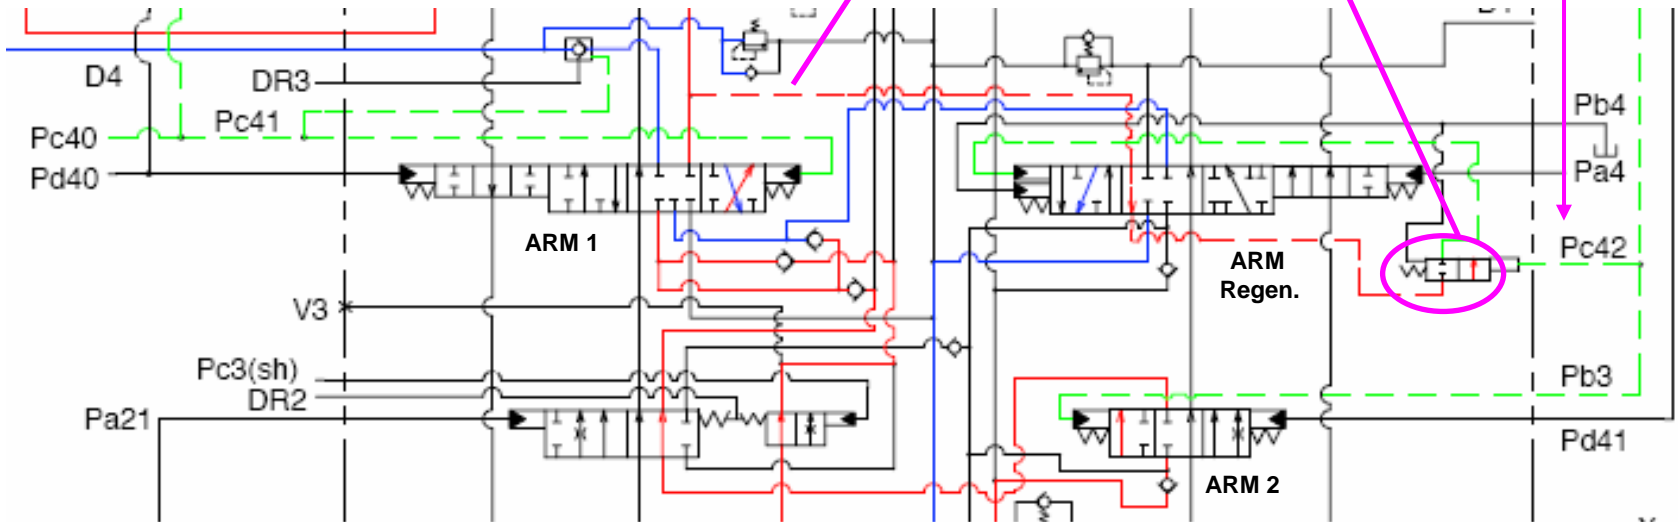 D4
DR3
Pc40
Pc41
Pd40
Pb4
Pa4
ARM 1
ARM
Regen.
Pc42
V3
Pc3(sh)
DR2
Pa21
Pb3
Pd41
ARM 2